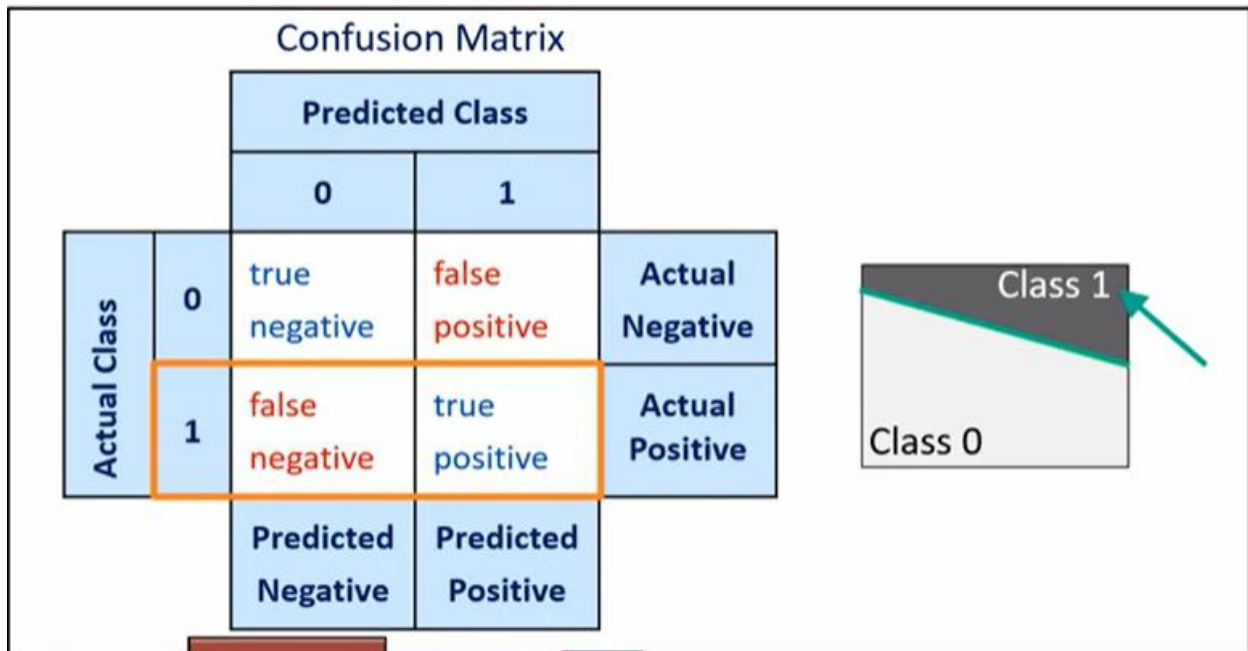 Confusion Matrix
Predicted Class
0 1
Actual Class
0
true
negative
false
positive
Actual
Negative
1
false
negative
true
positive
Actual
Positive
Predicted
Negative
Predicted
Positive
Class 1
Class 0